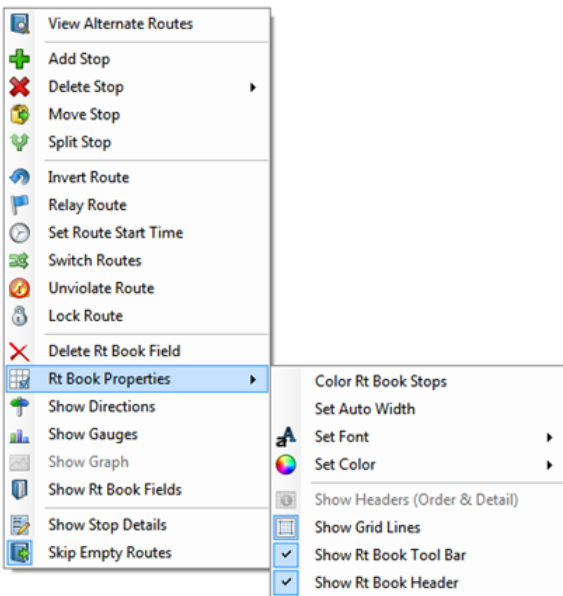 View Alternate Routes
Add Stop
Delete Stop
Move Stop
Split Stop
Invert Route
Relay Route
Set Route Start Time
Switch Routes
Unviolate Route
Lock Route
Delete Rt Book Field
Rt Book Properties
Show Directions
Show Gauges
Show Graph
Show Rt Book Fields
Show Stop Details
Skip Empty Routes
Color Rt Book Stops
Set Auto Width
Set Font
Set Color
Show Headers (Order & Detail)
Show Grid Lines
Show Rt Book Tool Bar
Show Rt Book Header